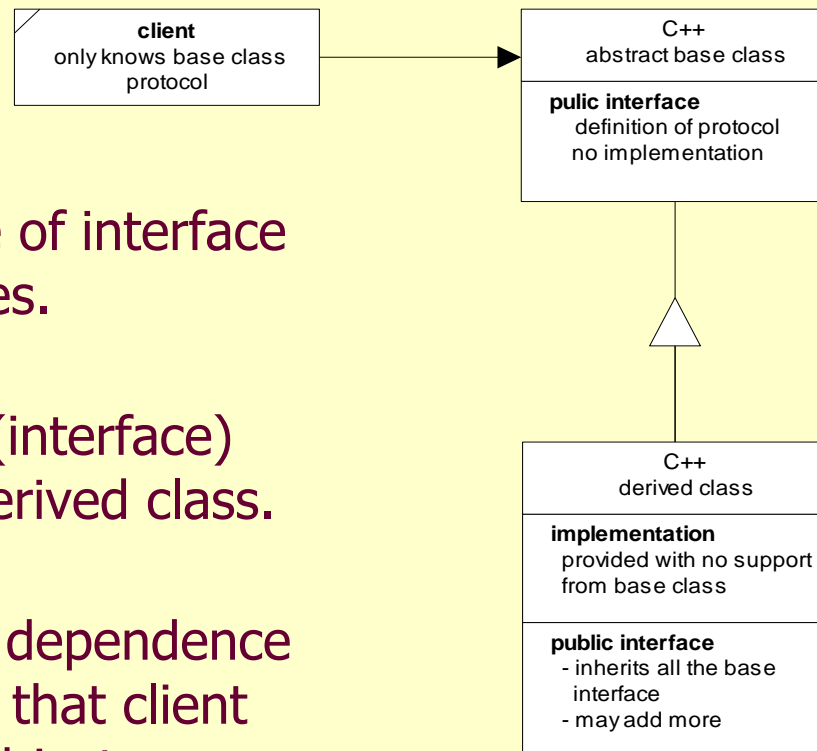 client
only knows base class
protocol
C++
abstract base class
pulic interface
definition of protocol
no implementation
e of interface
es.
(interface)
erived class.
dependence
that client
C++
derived class
implementation
provided with no support
from base class
public interface
- inherits all the base
interface
- may add more